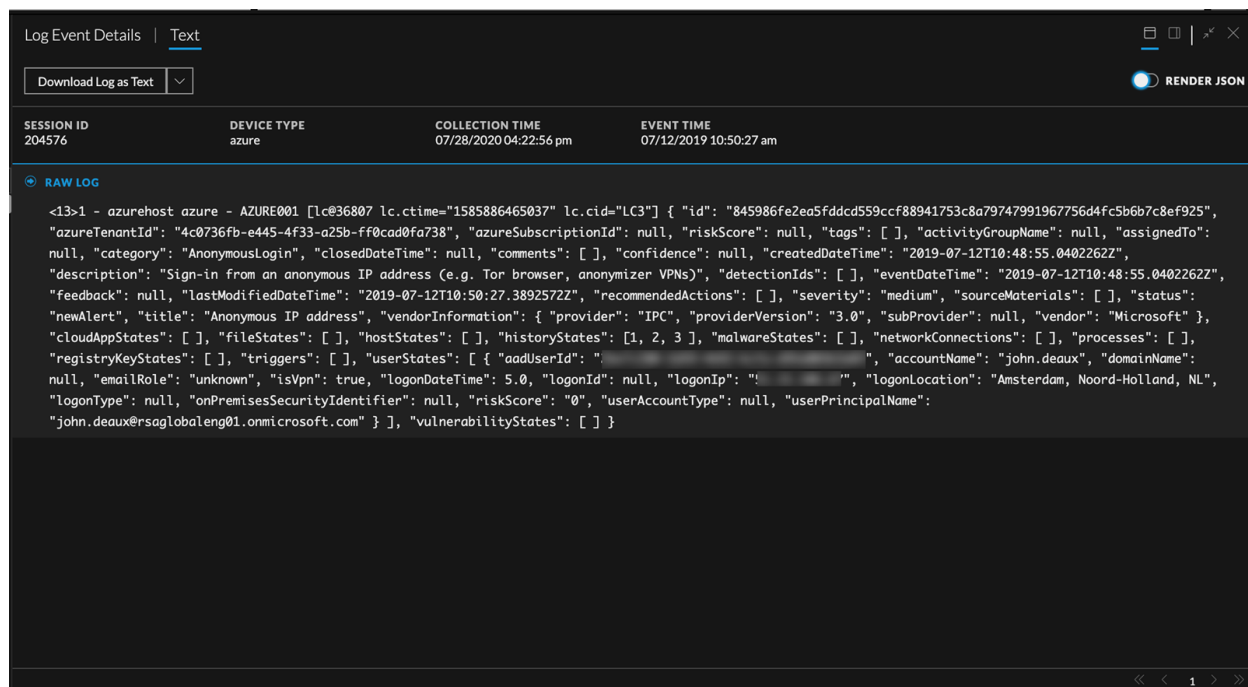 Log Event Details | Text
Download Log as Text
RENDER JSON
SESSION ID DEVICE TYPE COLLECTION TIME EVENT TIME
204576 azure 07/28/2020 04:22:56 pm 07/12/2019 10:50:27 am
RAW LOG
<13>1 - azurehost azure - AZURE001 [lc@36807 lc.ctime="1585886465037" lc.cid="LC3"] { "id": "845986fe2ea5fddcd559ccf88941753c8a79747991967756d4fc5b6b7c8ef925",
"azureTenantId": "4c0736fb-e445-4f33-a25b-ff0cad0fa738", "azureSubscriptionId": null, "riskScore": null, "tags": [ ], "activityGroupName": null, "assignedTo":
null, "category": "AnonymousLogin", "closedDateTime": null, "comments": [ ], "confidence": null, "createdDateTime": "2019-07-12T10:48:55.0402262Z",
"description": "Sign-in from an anonymous IP address (e.g. Tor browser, anonymizer VPNs)", "detectionIds": [ ], "eventDateTime": "2019-07-12T10:48:55.0402262Z",
"feedback": null, "lastModifiedDateTime": "2019-07-12T10:50:27.3892572Z", "recommendedActions": [ ], "severity": "medium", "sourceMaterials": [ ], "status":
"newAlert", "title": "Anonymous IP address", "vendorInformation": { "provider": "IPC", "providerVersion": "3.0", "subProvider": null, "vendor": "Microsoft" },
"cloudAppStates": [ ], "fileStates": [ ], "hostStates": [ ], "historyStates": [1, 2, 3 ], "malwareStates": [ ], "networkConnections": [ ], "processes": [ ],
"registryKeyStates": [ ], "triggers": [ ], "userStates": [ { "aadUserId": " ", "accountName": "john.deaux", "domainName":
null, "emailRole": "unknown", "isVpn": true, "logonDateTime": 5.0, "logonId": null, "logonIp": " ", "logonLocation": "Amsterdam, Noord-Holland, NL",
"logonType": null, "onPremisesSecurityIdentifier": null, "riskScore": "0", "userAccountType": null, "userPrincipalName":
"john.deaux@rsaglobaleng01.onmicrosoft.com" } ], "vulnerabilityStates": [ ] }
1